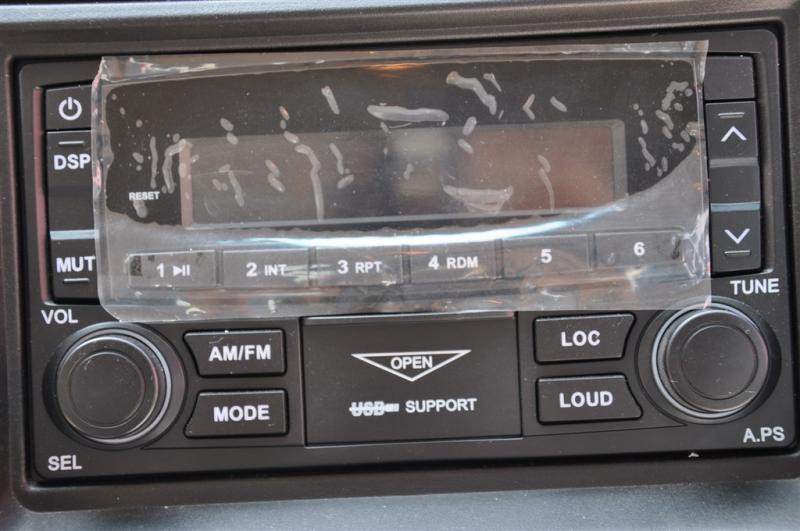 DSP
RESET
MUT
1 2 INT 3 RPT 4 RDM 5 6
VOL
TUNE
AM/FM
OPEN
LOC
MODE
USB SUPPORT
LOUD
SEL
A.PS